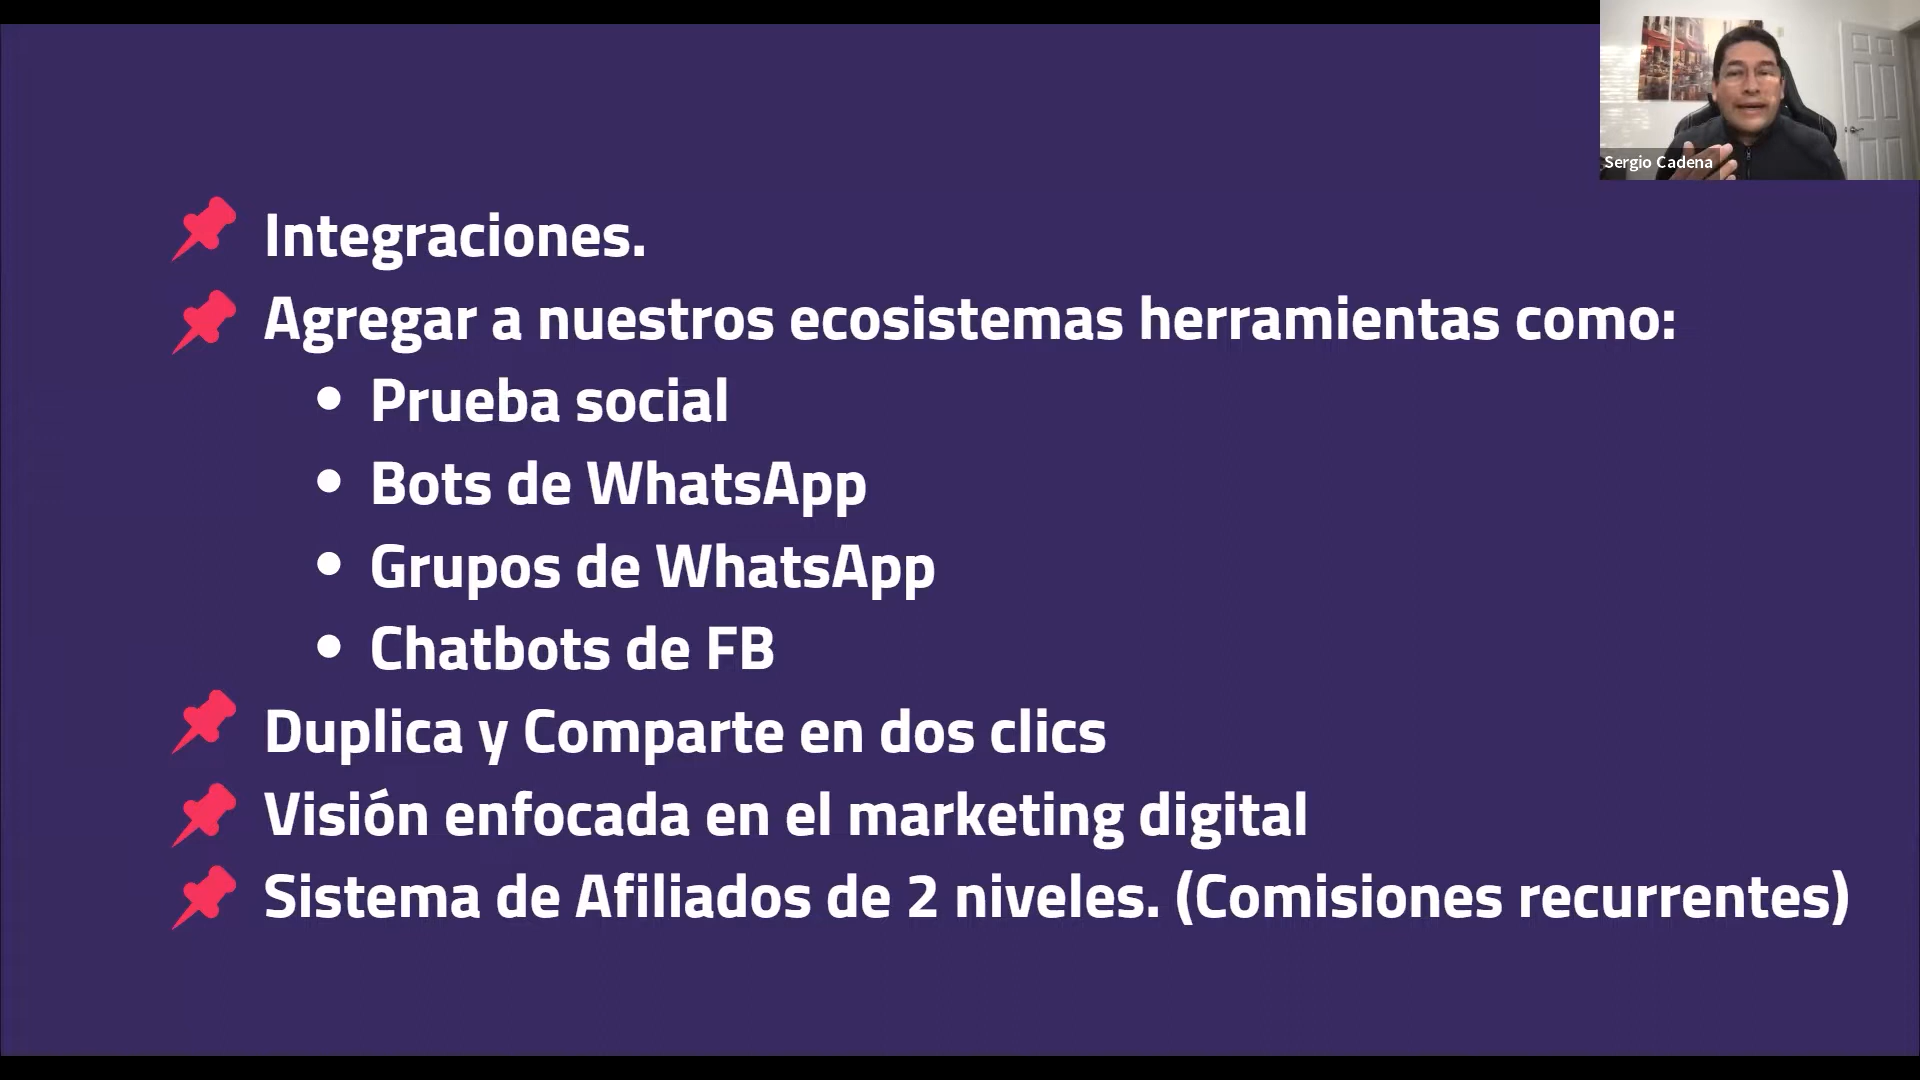 Sergio Cadena
Integraciones.
Agregar a nuestros ecosistemas herramientas como:
• Prueba social
• Bots de WhatsApp
• Grupos de WhatsApp
• Chatbots de FB
Duplica y Comparte en dos clics
Visión enfocada en el marketing digital
Sistema de Afiliados de 2 niveles. (Comisiones recurrentes)